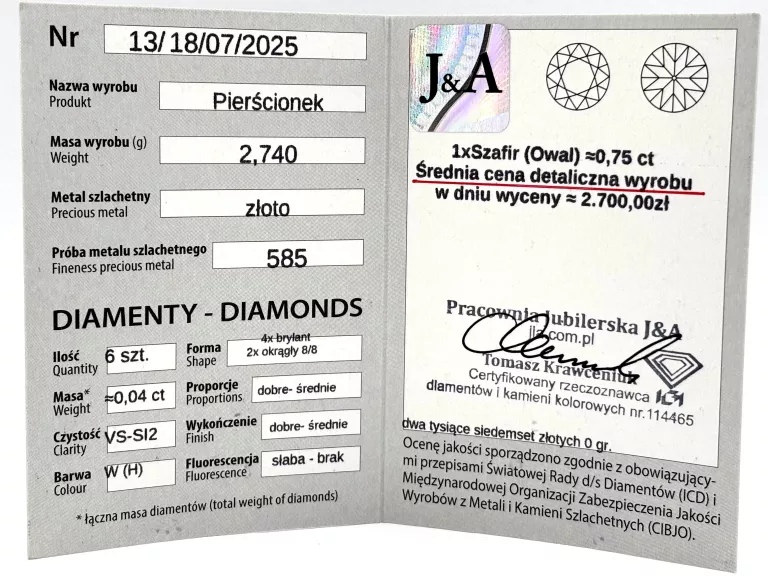 Nr 13/18/07/2025
Nazwa wyrobu
Produkt
Pierścionek
Masa wyrobu (g)
Weight
2,740
Metal szlachetny
Precious metal
złoto
Próba metalu szlachetnego
Fineness precious metal
585
DIAMENTY - DIAMONDS
Ilość
Quantity
6 szt.
Forma
Shape
4x brylant
2x okrągły 8/8
Masa*
Weight
≈0,04 ct
Proporcje
Proportions
dobre- średnie
Czystość
Clarity
VS-SI2
Wykończenie
Finish
dobre- średnie
Barwa
Colour
W (H)
Fluorescencja
Fluorescence
słaba - brak
* łączna masa diamentów (total weight of diamonds)
J&A
1xSzafir (Owal) ≈0,75 ct
Średnia cena detaliczna wyrobu
w dniu wyceny ≈ 2.700,00zł
Pracownia Jubilerska J&A
jla.com.pl
Tomasz Krawceniuk
Certyfikowany rzeczoznawca
diamentów i kamieni kolorowych nr.114465
dwa tysiące siedemset złotych 0 gr.
Ocenę jakości sporządzono zgodnie z obowiązujący-
mi przepisami Światowej Rady d/s Diamentów (ICD) i
Międzynarodowej Organizacji Zabezpieczenia Jakości
Wyrobów z Metali i Kamieni Szlachetnych (CIBJO).